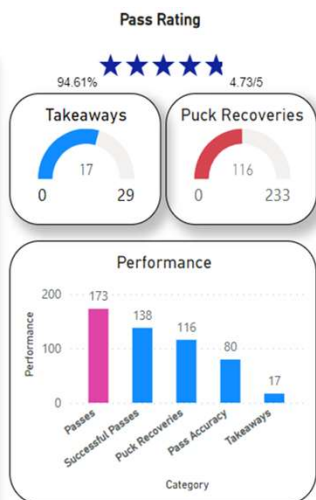 Pass Rating
94.61%
4.73/5
Takeaways
17
0
29
Puck Recoveries
116
0
233
Performance
200
100
0
Performance
173
138
116
80
17
Passes
Successful Passes
Puck Recoveries
Pass Accuracy
Takeaways
Category